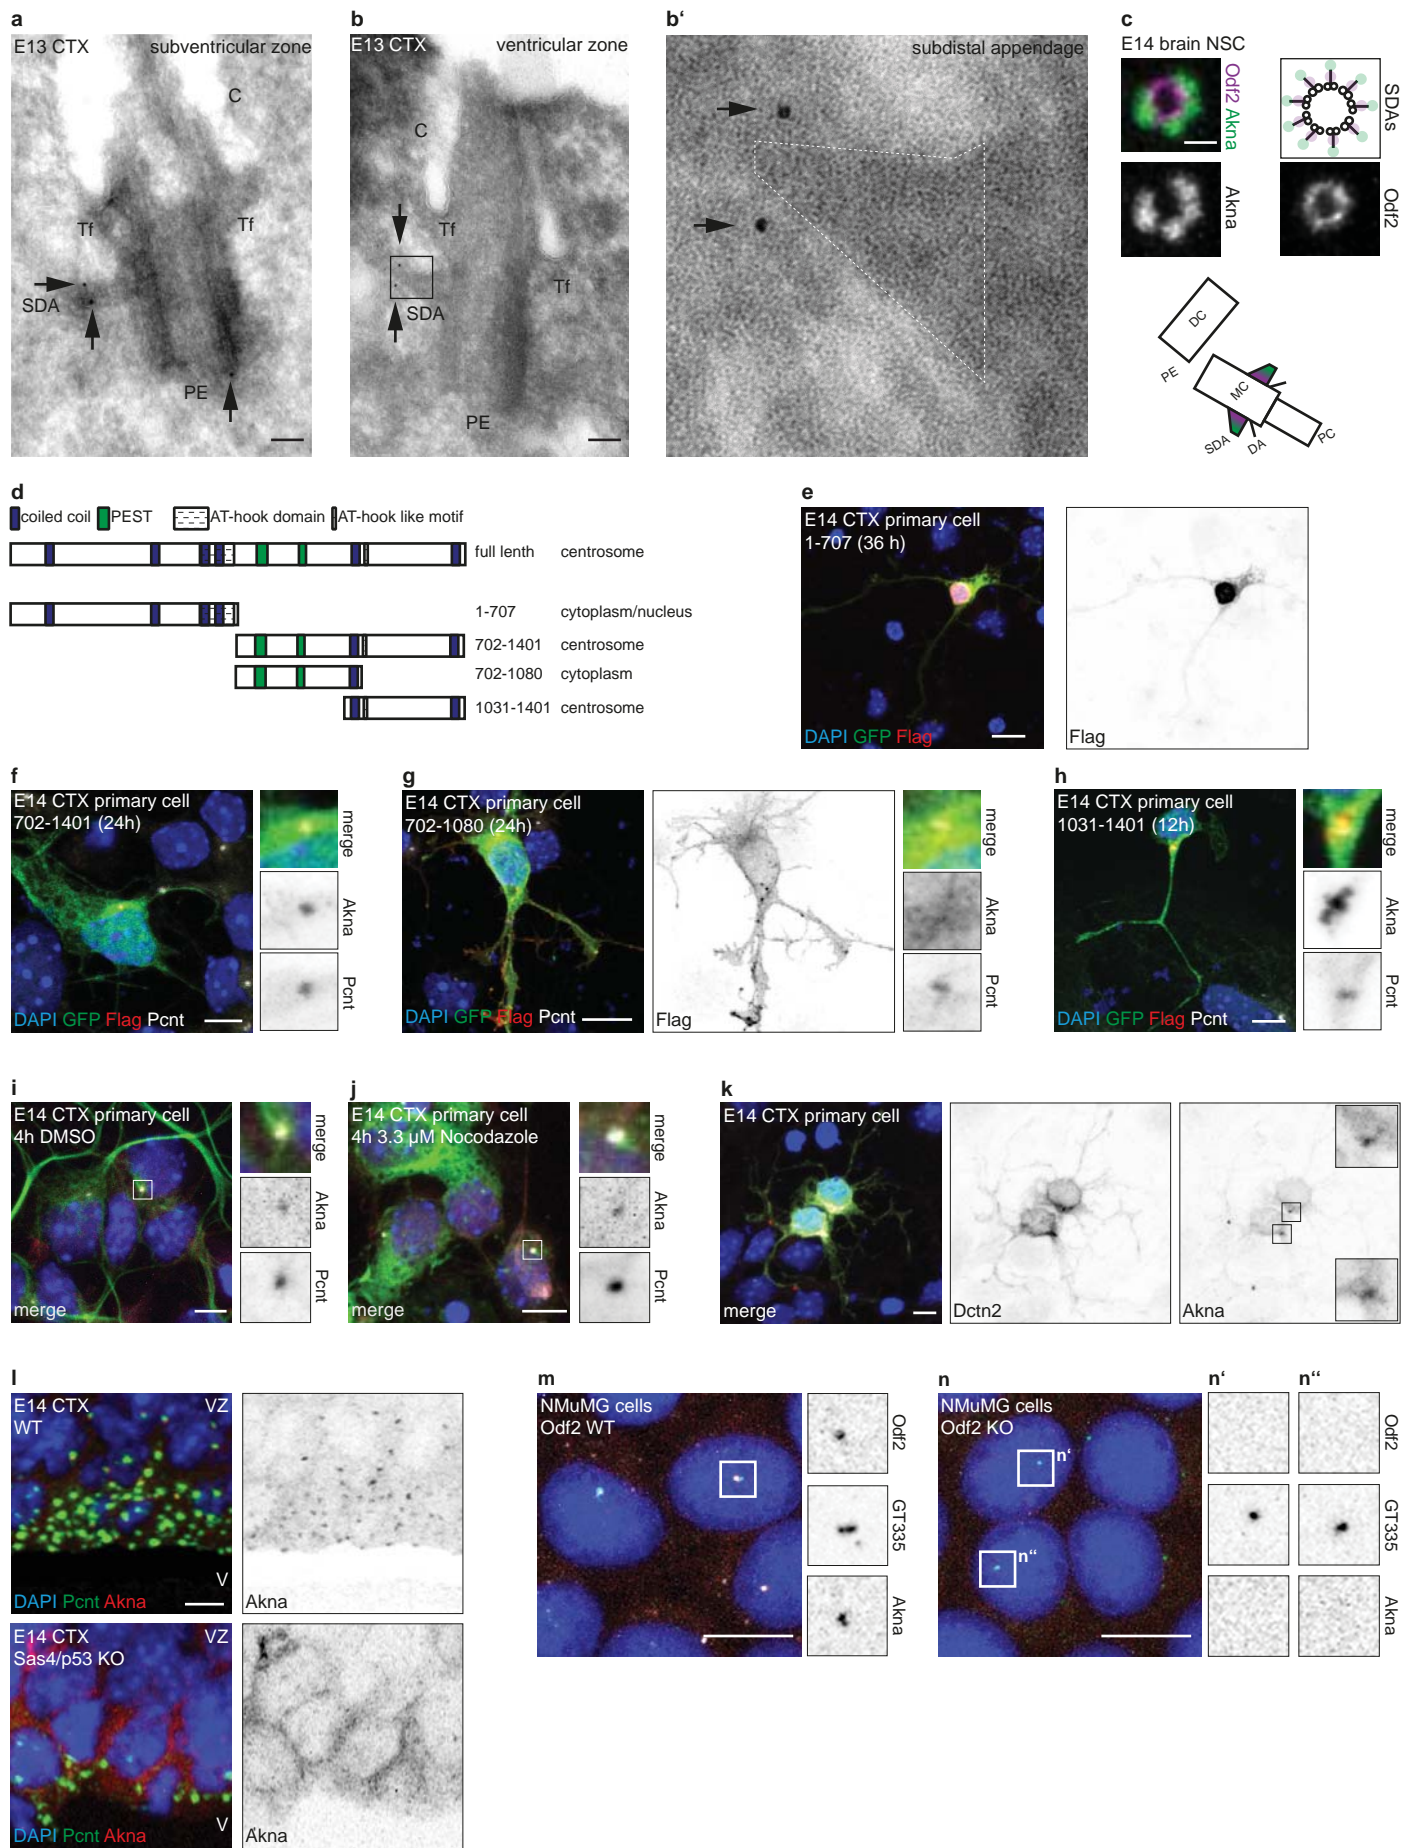 a
E13 CTX
subventricular zone
C
Tf
Tf
SDA
PE
b
E13 CTX
ventricular zone
C
Tf
Tf
SDA
PE
b‘
subdistal appendage
c
E14 brain NSC
Odf2 Akna
SDAs
Akna
Odf2
DC
PE
MC
SDA
DA
PC
d
coiled coil
PEST
AT-hook domain
AT-hook like motif
full lenth centrosome
1-707 cytoplasm/nucleus
702-1401 centrosome
702-1080 cytoplasm
1031-1401 centrosome
e
E14 CTX primary cell
1-707 (36 h)
DAPI GFP Flag
Flag
f
E14 CTX primary cell
702-1401 (24h)
DAPI GFP Flag Pcnt
merge
Akna
Pcnt
g
E14 CTX primary cell
702-1080 (24h)
DAPI GFP Flag Pcnt
Flag
merge
Akna
Pcnt
h
E14 CTX primary cell
1031-1401 (12h)
DAPI GFP Flag Pcnt
merge
Akna
Pcnt
i
E14 CTX primary cell
4h DMSO
merge
merge
Akna
Pcnt
j
E14 CTX primary cell
4h 3.3 µM Nocodazole
merge
merge
Akna
Pcnt
k
E14 CTX primary cell
merge
Dctn2
Akna
l
E14 CTX
WT
VZ
V
DAPI Pcnt Akna
Akna
E14 CTX
Sas4/p53 KO
VZ
V
DAPI Pcnt Akna
Akna
m
NMuMG cells
Odf2 WT
Odf2
GT335
Akna
n
NMuMG cells
Odf2 KO
n‘
n“
n‘
n“
Odf2
GT335
Akna